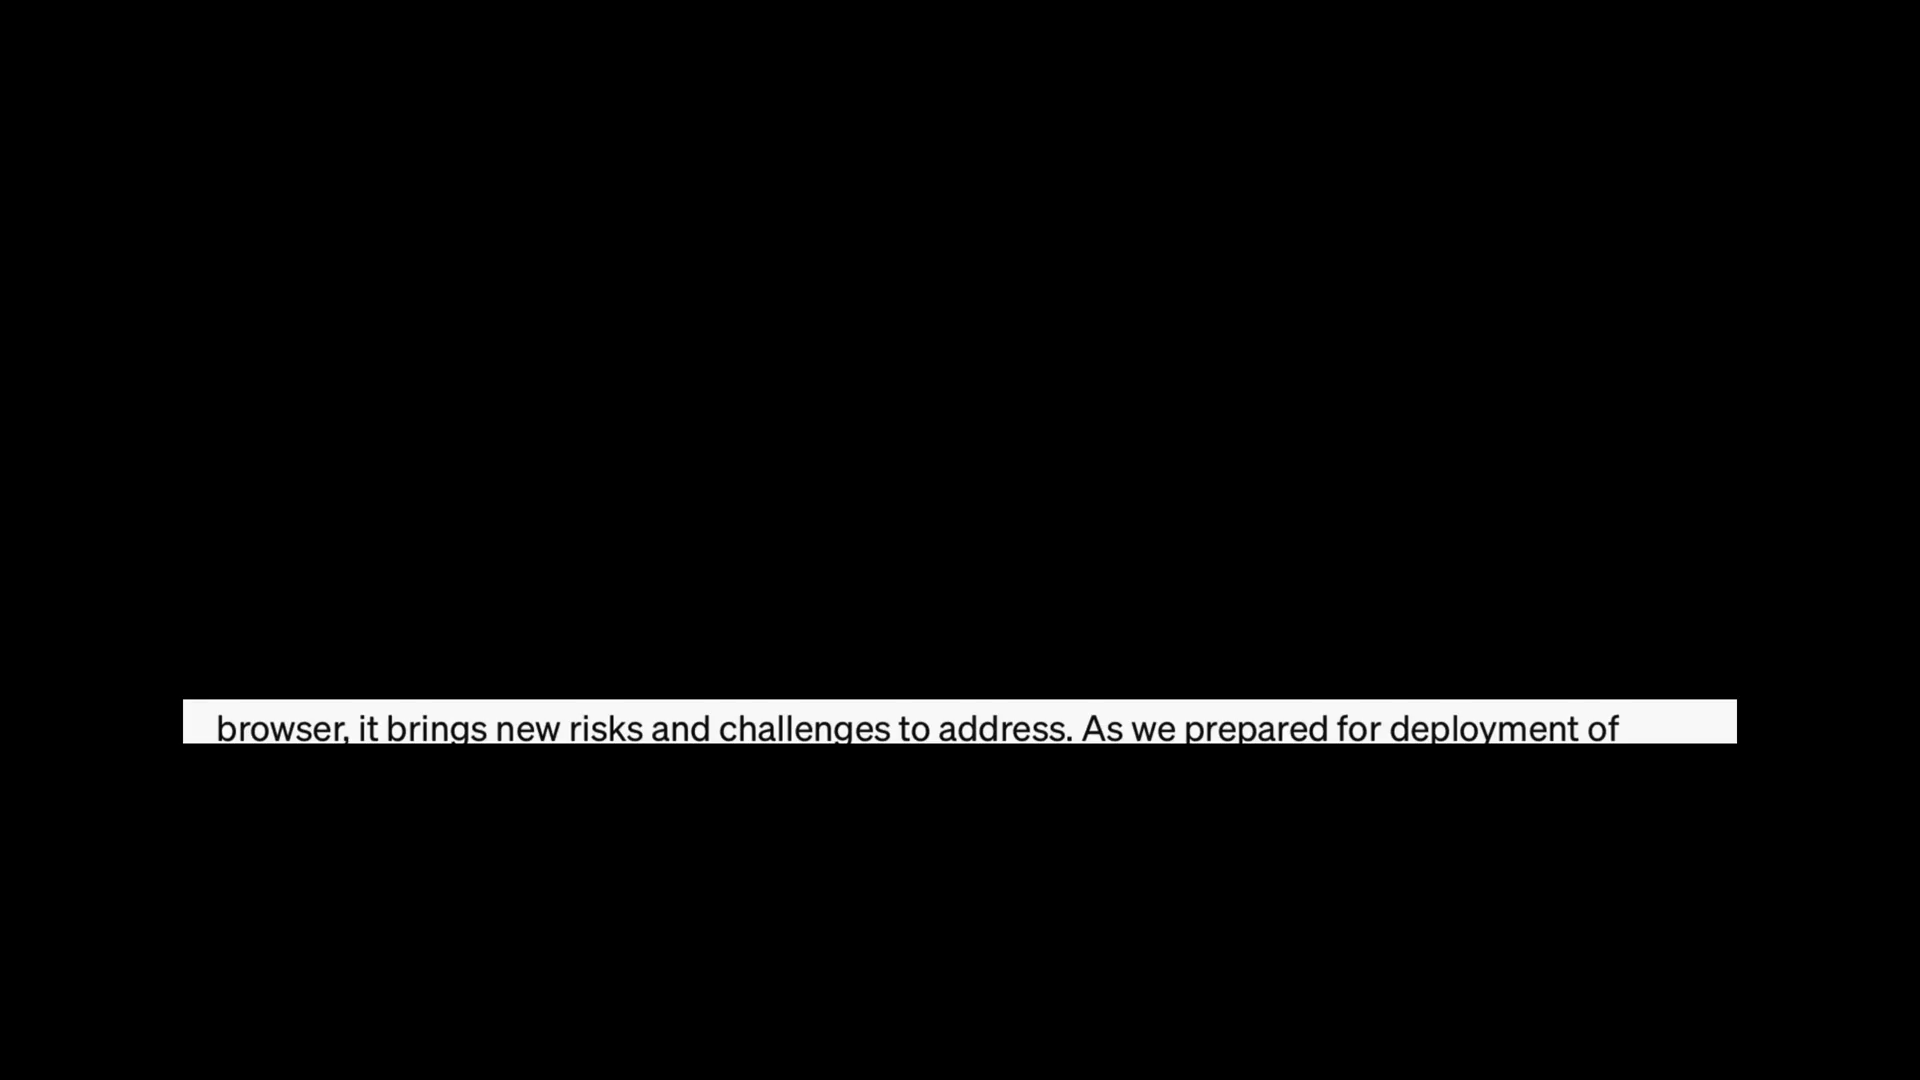 browser, it brings new risks and challenges to address. As we prepared for deployment of